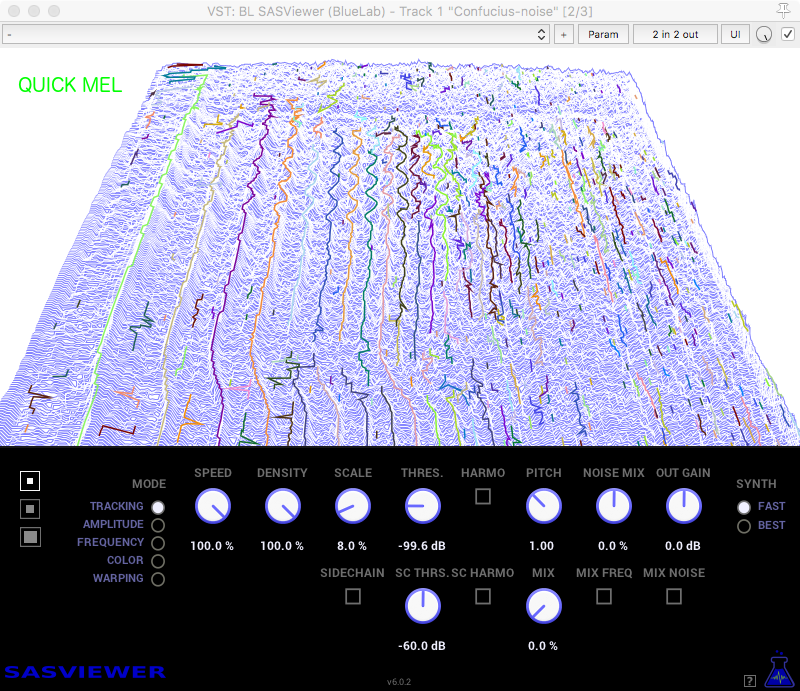 VST: BL SASViewer (BlueLab) - Track 1 "Confucius-noise" [2/3]
- + Param 2 in 2 out UI
QUICK MEL
MODE SPEED DENSITY SCALE THRES. HARMO PITCH NOISE MIX OUT GAIN SYNTH
TRACKING FAST
AMPLITUDE BEST
FREQUENCY 100.0 % 100.0 % 8.0 % -99.6 dB 1.00 0.0 % 0.0 dB
COLOR
WARPING SIDECHAIN SC THRS. SC HARMO MIX MIX FREQ MIX NOISE
-60.0 dB 0.0 %
SASVIEWER
v6.0.2 ?